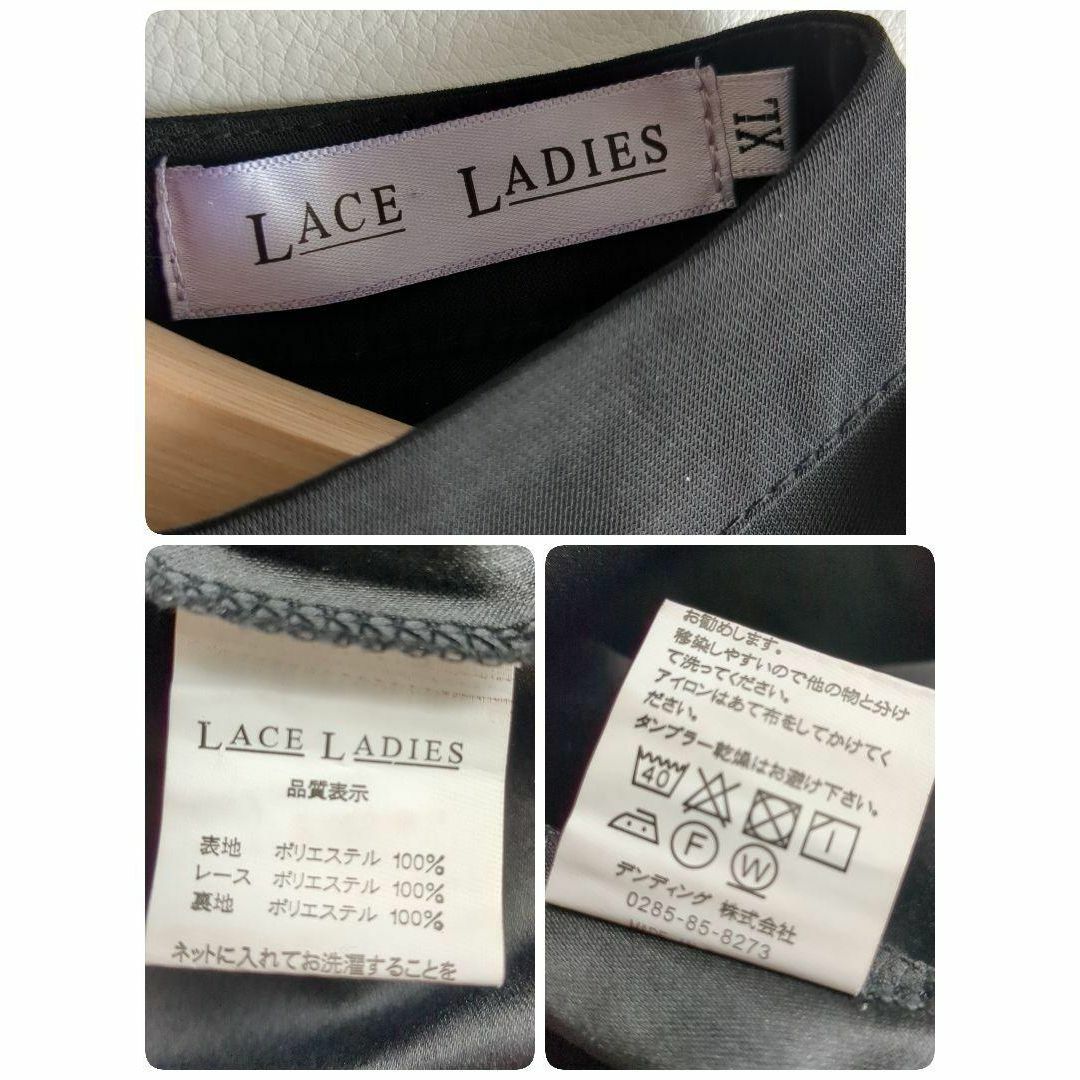 LACE LADIES
XL
LACE LADIES
品質表示
表地 ポリエステル 100%
レース ポリエステル 100%
裏地 ポリエステル 100%
ネットに入れてお洗濯することを
お勧めします。
移染しやすいので他の物と分け
て洗ってください。
アイロンはあて布をしてかけてく
ださい。
タンブラー乾燥はお避け下さい。
40
F
W
デンディング 株式会社
0285-85-8273